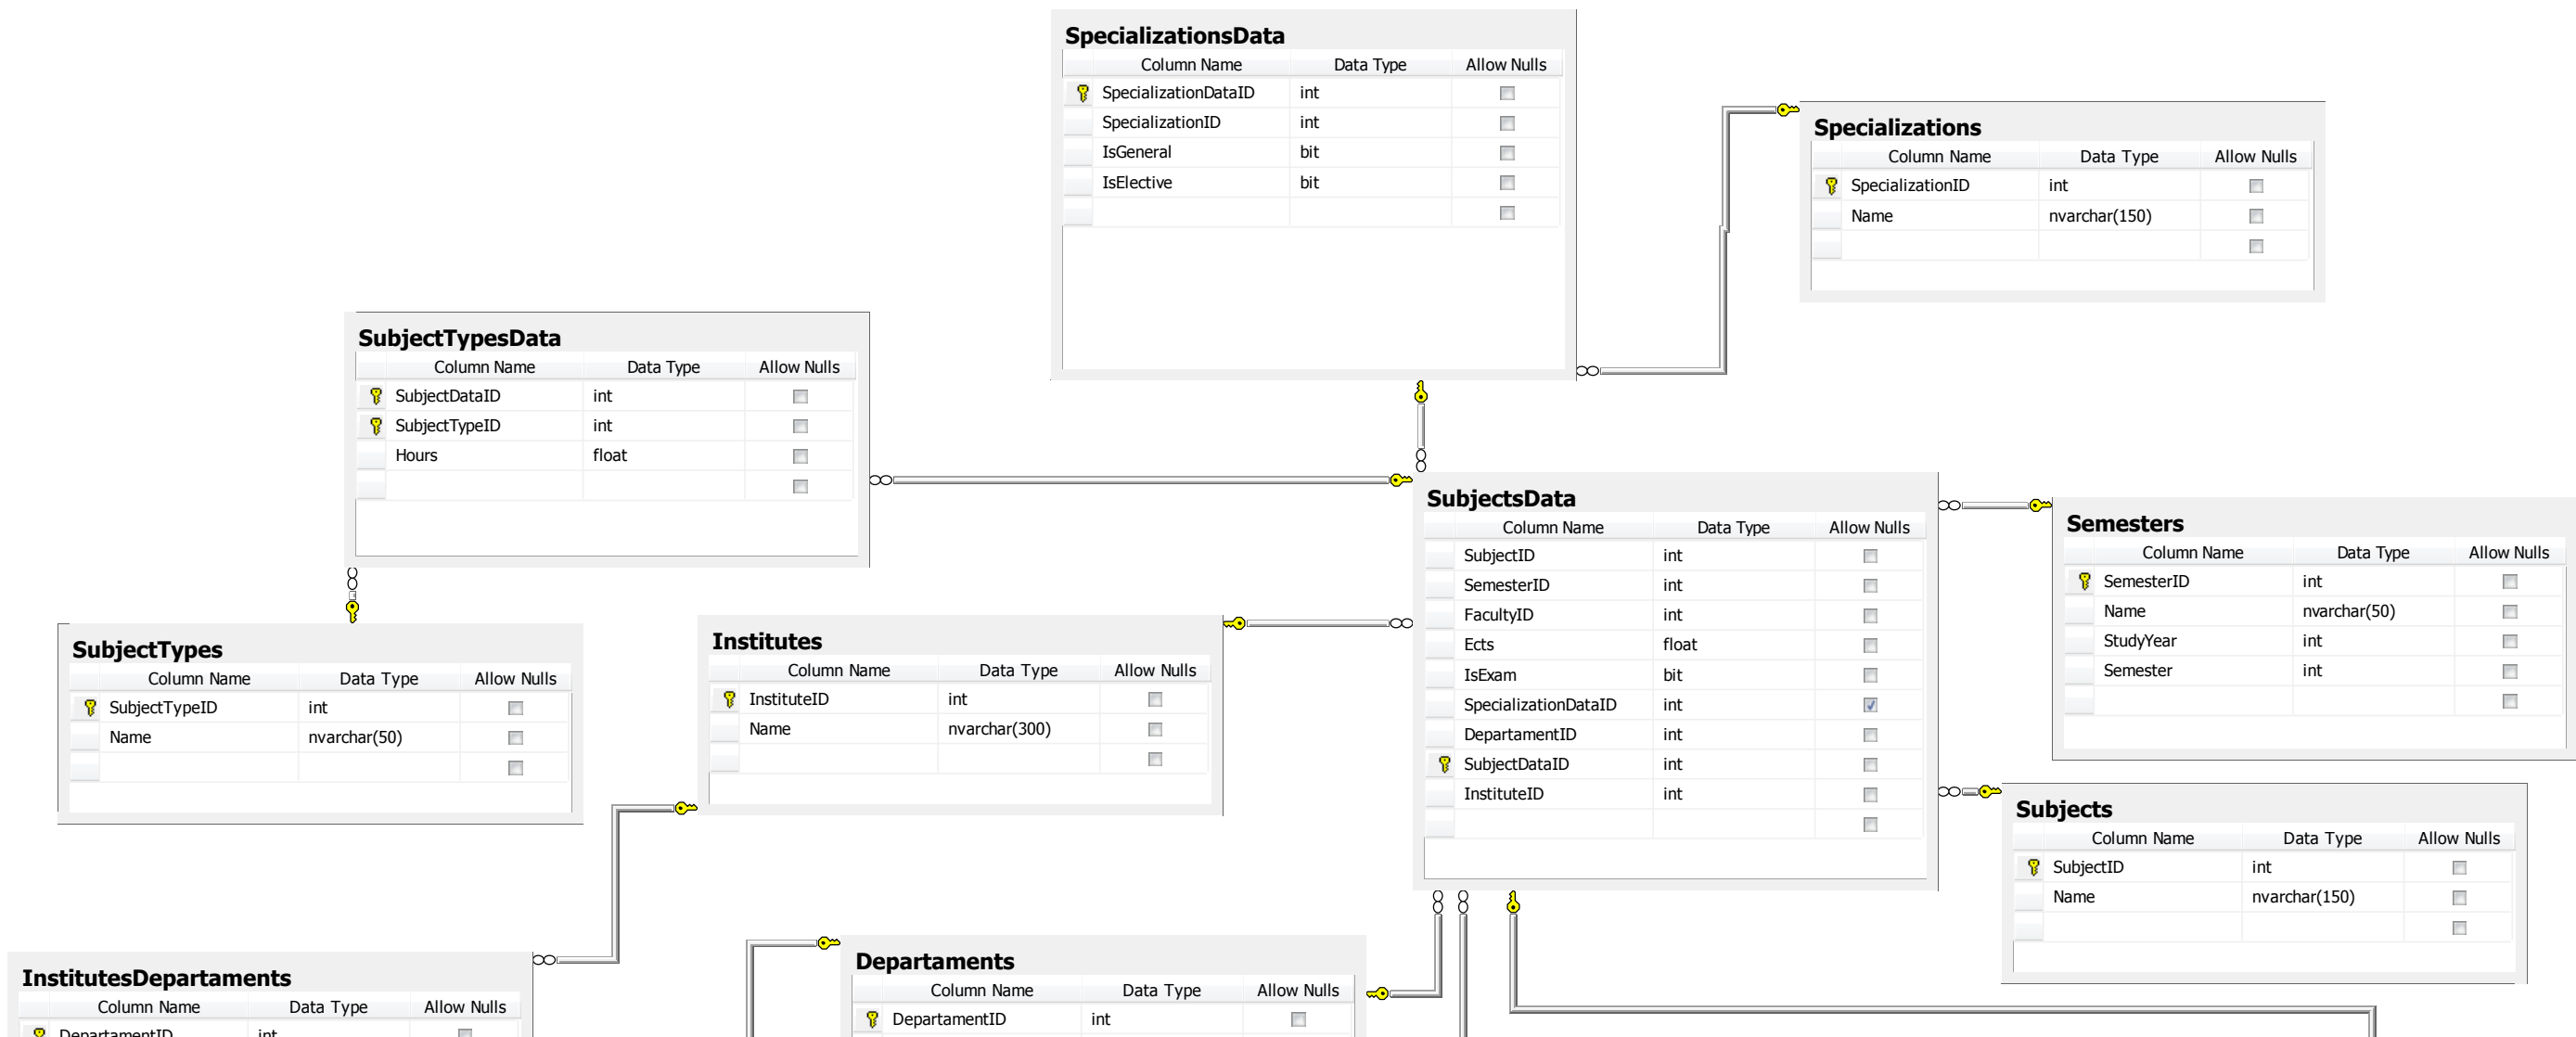 SpecializationsData
Column Name Data Type Allow Nulls
SpecializationDataID int
SpecializationID int
IsGeneral bit
IsElective bit
Specializations
Column Name Data Type Allow Nulls
SpecializationID int
Name nvarchar(150)
SubjectTypesData
Column Name Data Type Allow Nulls
SubjectDataID int
SubjectTypeID int
Hours float
SubjectsData
Column Name Data Type Allow Nulls
SubjectID int
SemesterID int
FacultyID int
Ects float
IsExam bit
SpecializationDataID int
DepartamentID int
SubjectDataID int
InstituteID int
Semesters
Column Name Data Type Allow Nulls
SemesterID int
Name nvarchar(50)
StudyYear int
Semester int
SubjectTypes
Column Name Data Type Allow Nulls
SubjectTypeID int
Name nvarchar(50)
Institutes
Column Name Data Type Allow Nulls
InstituteID int
Name nvarchar(300)
Subjects
Column Name Data Type Allow Nulls
SubjectID int
Name nvarchar(150)
InstitutesDepartaments
Column Name Data Type Allow Nulls
DepartamentID int
Departaments
Column Name Data Type Allow Nulls
DepartamentID int